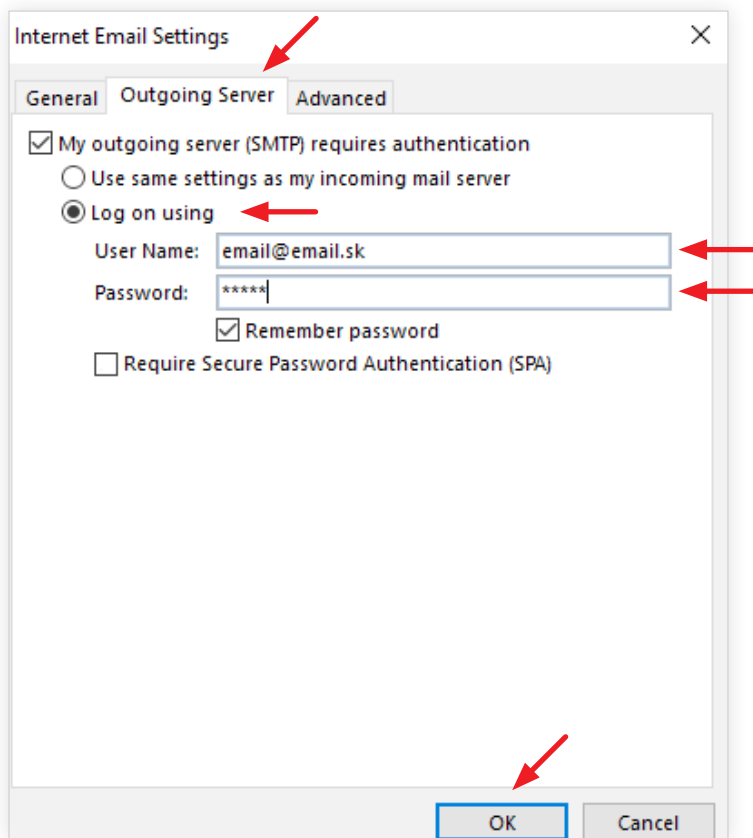 Internet Email Settings
General Outgoing Server Advanced
My outgoing server (SMTP) requires authentication
Use same settings as my incoming mail server
Log on using
User Name: email@email.sk
Password: *****
Remember password
Require Secure Password Authentication (SPA)
OK Cancel